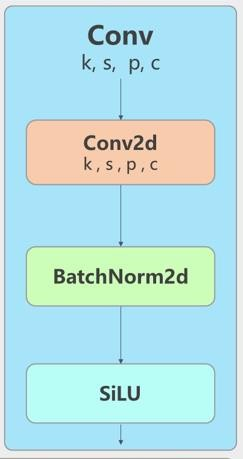 Conv
k, s, p, c
Conv2d
k , s , p , c
BatchNorm2d
SiLU